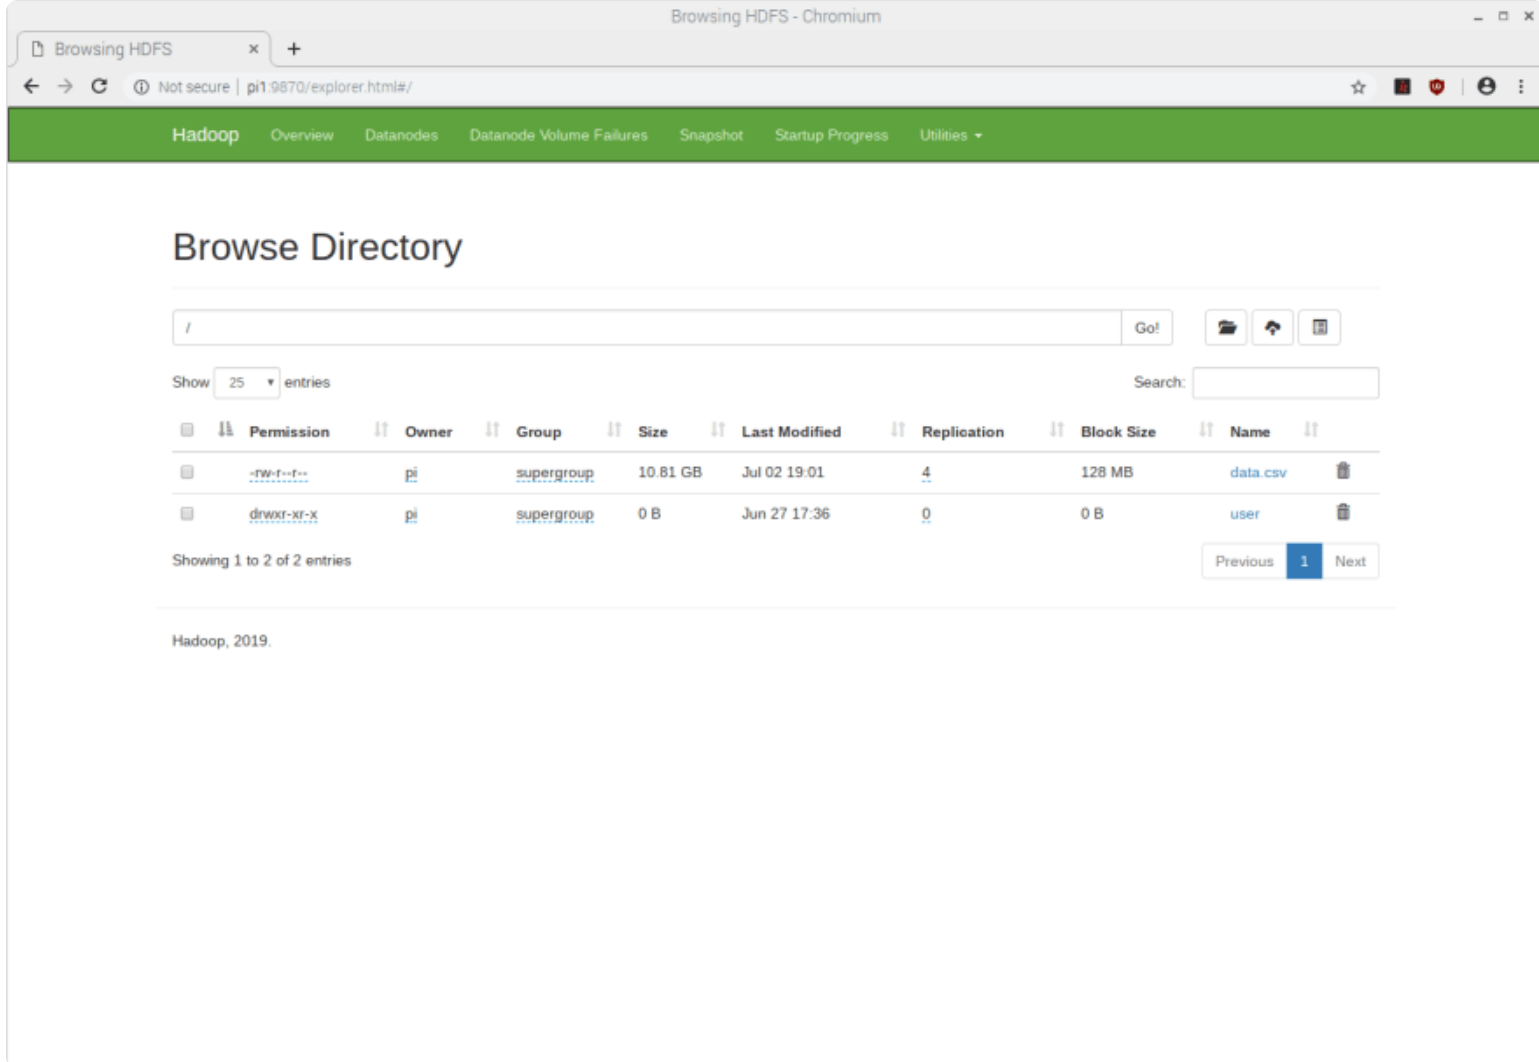 Browsing HDFS - Chromium
Browsing HDFS
Not secure | pi1:9870/explorer.html#/
Hadoop Overview Datanodes Datanode Volume Failures Snapshot Startup Progress Utilities
Browse Directory
/ Go!
Show 25 entries Search:
Permission Owner Group Size Last Modified Replication Block Size Name
-rw-r--r-- pi supergroup 10.81 GB Jul 02 19:01 4 128 MB data.csv
drwxr-xr-x pi supergroup 0 B Jun 27 17:36 0 0 B user
Showing 1 to 2 of 2 entries Previous 1 Next
Hadoop, 2019.